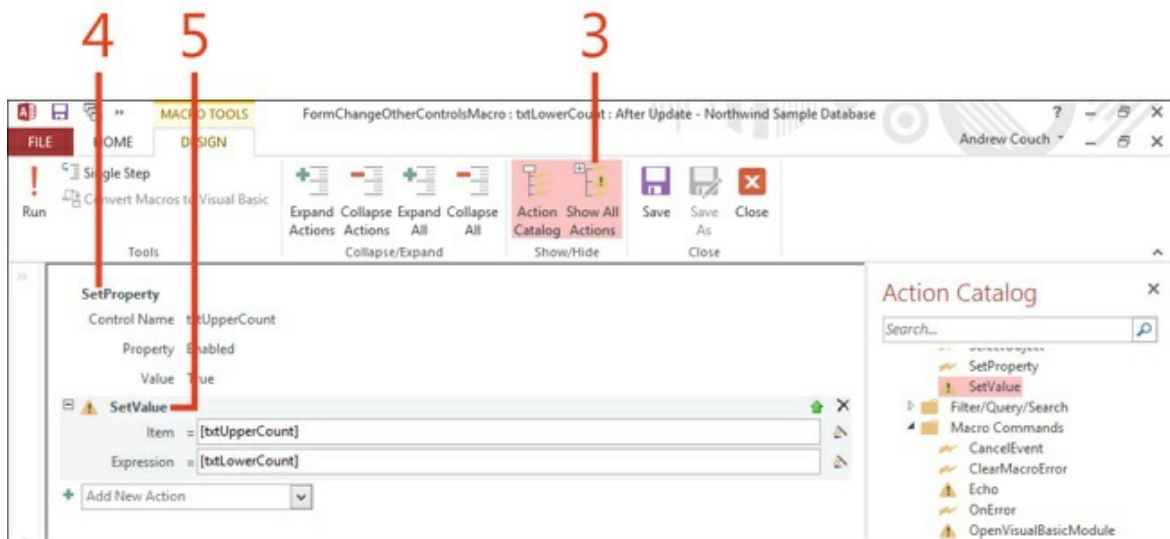 4 5 3
MACRO TOOLS FormChangeOtherControlsMacro : txtLowerCount : After Update - Northwind Sample Database ?
FILE HOME DESIGN Andrew Couch
Run
Single Step
Convert Macros to Visual Basic
Tools
Expand Actions
Collapse Actions
Expand All
Collapse All
Collapse/Expand
Action Catalog
Show All Actions
Show/Hide
Save
Save As
Close
Close
SetProperty
Control Name txtUpperCount
Property Enabled
Value True
SetValue
Item = [txtUpperCount]
Expression = [txtLowerCount]
Add New Action
Action Catalog
Search...
SelectObject
SetProperty
SetValue
Filter/Query/Search
Macro Commands
CancelEvent
ClearMacroError
Echo
OnError
OpenVisualBasicModule